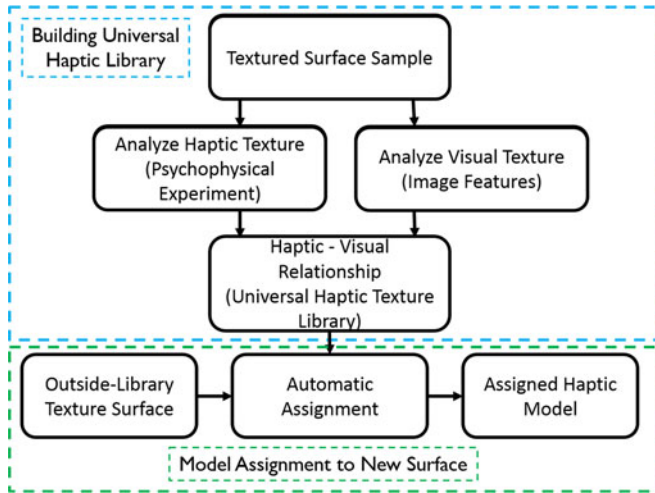 Building Universal
Haptic Library
Textured Surface Sample
Analyze Haptic Texture
(Psychophysical
Experiment)
Analyze Visual Texture
(Image Features)
Haptic - Visual
Relationship
(Universal Haptic Texture
Library)
Outside-Library
Texture Surface
Automatic
Assignment
Assigned Haptic
Model
Model Assignment to New Surface